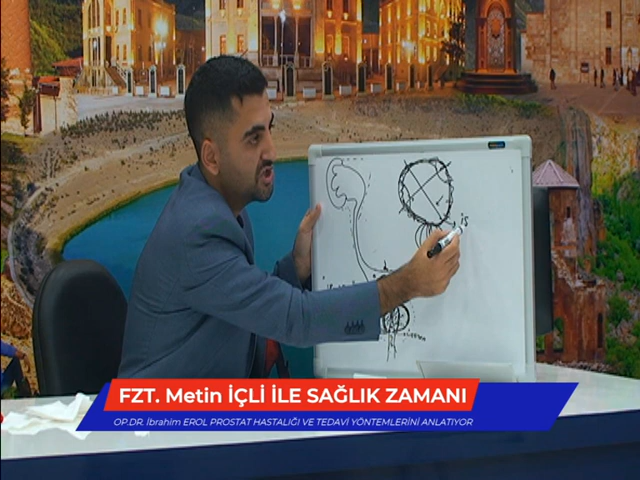 FZT. Metin İÇLİ İLE SAĞLIK ZAMANI
OP.DR. İbrahim EROL PROSTAT HASTALIĞI VE TEDAVİ YÖNTEMLERİNİ ANLATIYOR